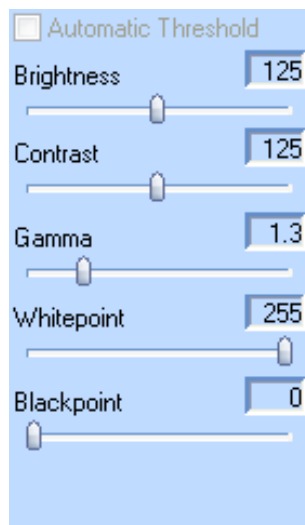 Automatic Threshold
Brightness 125
Contrast 125
Gamma 1.3
Whitepoint 255
Blackpoint 0